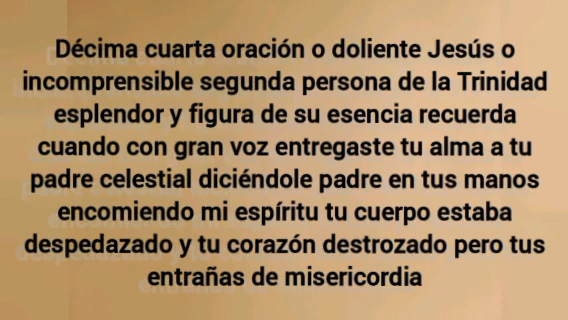 Décima cuarta oración o doliente Jesús o
incomprensible segunda persona de la Trinidad
esplendor y figura de su esencia recuerda
cuando con gran voz entregaste tu alma a tu
padre celestial diciéndole padre en tus manos
encomiendo mi espíritu tu cuerpo estaba
despedazado y tu corazón destrozado pero tus
entrañas de misericordia